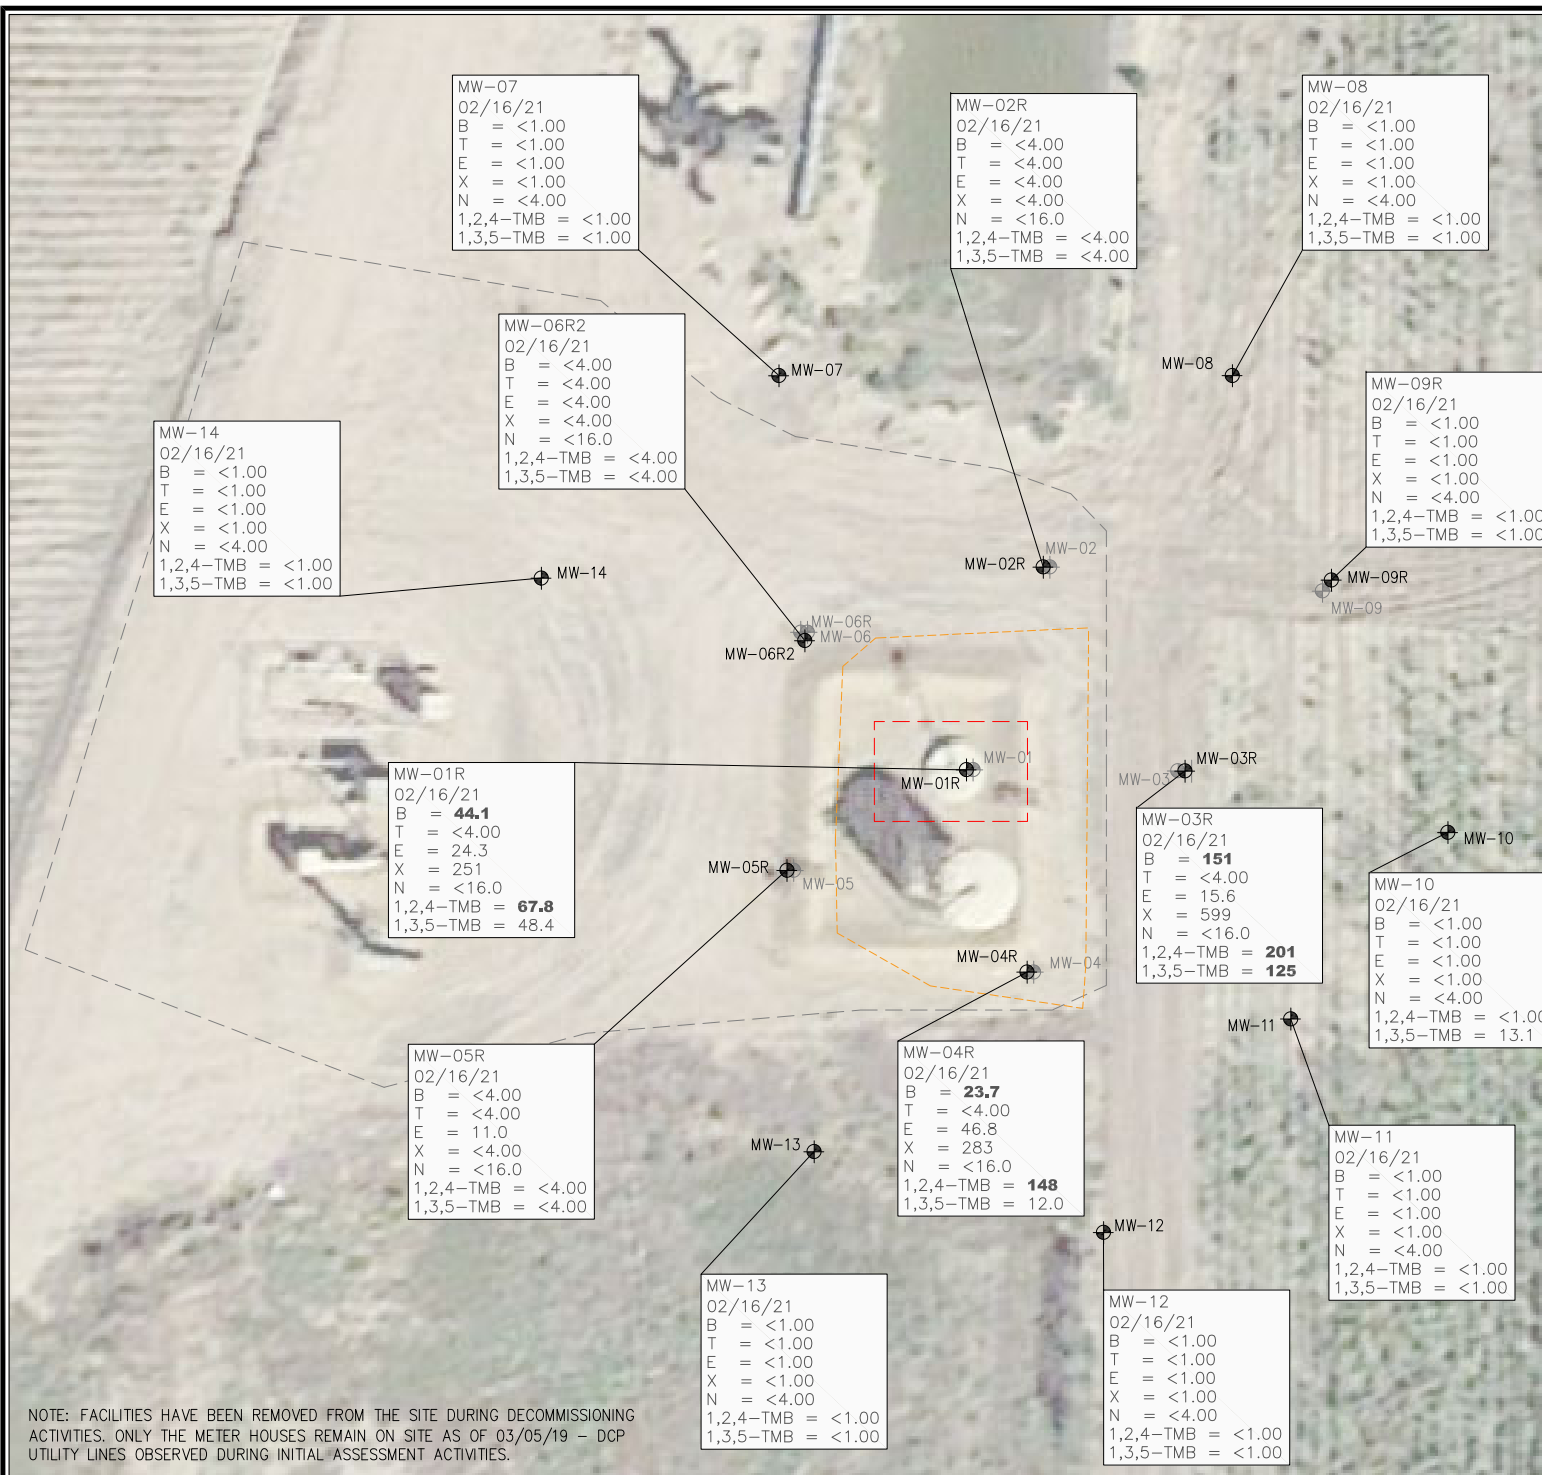 MW-07
02/16/21
B = <1.00
T = <1.00
E = <1.00
X = <1.00
N = <4.00
1,2,4-TMB = <1.00
1,3,5-TMB = <1.00
MW-02R
02/16/21
B = <4.00
T = <4.00
E = <4.00
X = <4.00
N = <16.0
1,2,4-TMB = <4.00
1,3,5-TMB = <4.00
MW-08
02/16/21
B = <1.00
T = <1.00
E = <1.00
X = <1.00
N = <4.00
1,2,4-TMB = <1.00
1,3,5-TMB = <1.00
MW-06R2
02/16/21
B = <4.00
T = <4.00
E = <4.00
X = <4.00
N = <16.0
1,2,4-TMB = <4.00
1,3,5-TMB = <4.00
MW-07
MW-08
MW-09R
02/16/21
B = <1.00
T = <1.00
E = <1.00
X = <1.00
N = <4.00
1,2,4-TMB = <1.00
1,3,5-TMB = <1.00
MW-14
02/16/21
B = <1.00
T = <1.00
E = <1.00
X = <1.00
N = <4.00
1,2,4-TMB = <1.00
1,3,5-TMB = <1.00
MW-14
MW-02
MW-02R
MW-09R
MW-09
MW-06R
MW-06
MW-06R2
MW-01
MW-01R
MW-03R
MW-03
MW-01R
02/16/21
B = 44.1
T = <4.00
E = 24.3
X = 251
N = <16.0
1,2,4-TMB = 67.8
1,3,5-TMB = 48.4
MW-03R
02/16/21
B = 151
T = <4.00
E = 15.6
X = 599
N = <16.0
1,2,4-TMB = 201
1,3,5-TMB = 125
MW-10
MW-10
02/16/21
B = <1.00
T = <1.00
E = <1.00
X = <1.00
N = <4.00
1,2,4-TMB = <1.00
1,3,5-TMB = 13.1
MW-05R
MW-05
MW-04R
MW-04
MW-11
MW-05R
02/16/21
B = <4.00
T = <4.00
E = 11.0
X = <4.00
N = <16.0
1,2,4-TMB = <4.00
1,3,5-TMB = <4.00
MW-04R
02/16/21
B = 23.7
T = <4.00
E = 46.8
X = 283
N = <16.0
1,2,4-TMB = 148
1,3,5-TMB = 12.0
MW-11
02/16/21
B = <1.00
T = <1.00
E = <1.00
X = <1.00
N = <4.00
1,2,4-TMB = <1.00
1,3,5-TMB = <1.00
MW-13
MW-12
MW-13
02/16/21
B = <1.00
T = <1.00
E = <1.00
X = <1.00
N = <4.00
1,2,4-TMB = <1.00
1,3,5-TMB = <1.00
MW-12
02/16/21
B = <1.00
T = <1.00
E = <1.00
X = <1.00
N = <4.00
1,2,4-TMB = <1.00
1,3,5-TMB = <1.00
NOTE: FACILITIES HAVE BEEN REMOVED FROM THE SITE DURING DECOMMISSIONING
ACTIVITIES. ONLY THE METER HOUSES REMAIN ON SITE AS OF 03/05/19 – DCP
UTILITY LINES OBSERVED DURING INITIAL ASSESSMENT ACTIVITIES.